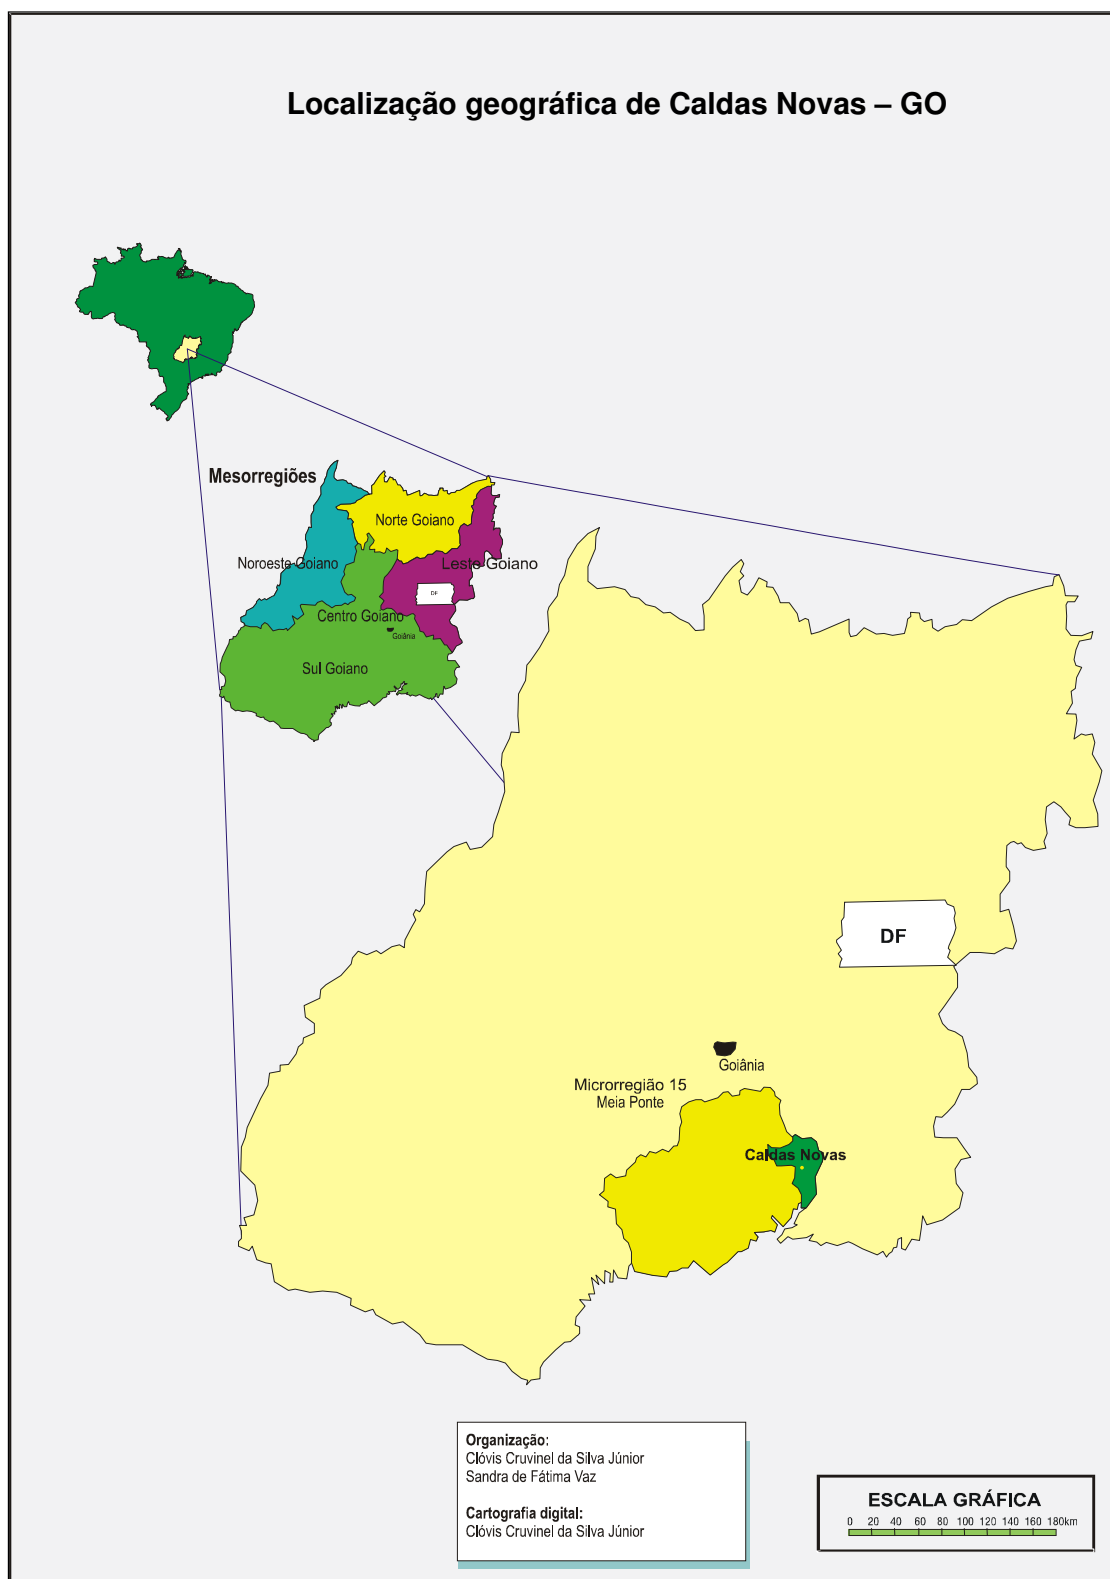 Localização geográfica de Caldas Novas – GO
Mesorregiões
Norte Goiano
Noroeste Goiano
Leste Goiano
DF
Centro Goiano
Goiânia
Sul Goiano
DF
Goiânia
Microrregião 15
Meia Ponte
Caldas Novas
Organização:
Clóvis Cruvinel da Silva Júnior
Sandra de Fátima Vaz
Cartografia digital:
Clóvis Cruvinel da Silva Júnior
ESCALA GRÁFICA
0 20 40 60 80 100 120 140 160 180km